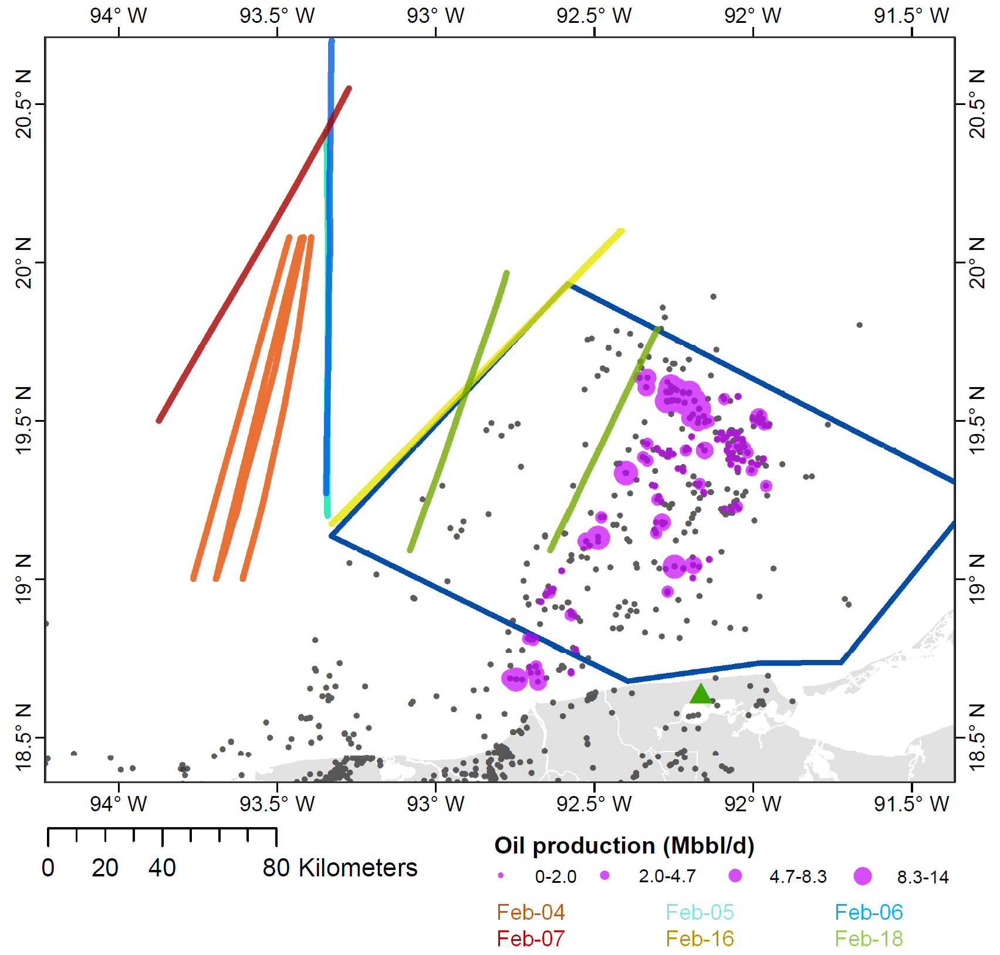 94° W 93.5° W 93° W 92.5° W 92° W 91.5° W
20.5° N 20.5° N
20° N 20° N
19.5° N 19.5° N
19° N 19° N
18.5° N 18.5° N
94° W 93.5° W 93° W 92.5° W 92° W 91.5° W
0 20 40 80 Kilometers
Oil production (Mbbl/d)
0-2.0 2.0-4.7 4.7-8.3 8.3-14
Feb-04 Feb-05 Feb-06
Feb-07 Feb-16 Feb-18